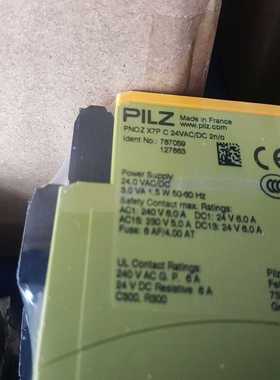 PILZ
Made in France
www.pilz.com
PNOZ X7P C 24VAC/DC 2n/o
Ident No.: 787059
127863
Power Supply
24.0 VAC/DC
3.0 VA 1.5 W 50-60 Hz
Safety Contact max. Ratings:
AC1: 240 V 6.0 A DC1: 24 V 6.0 A
AC15: 230 V 5.0 A DC13: 24 V 6.0 A
Fuse: 6 AF/4.00 AT
UL Contact Ratings:
240 V AC G. P. 6 A
24 V DC Resistive 6 A
C300, R300